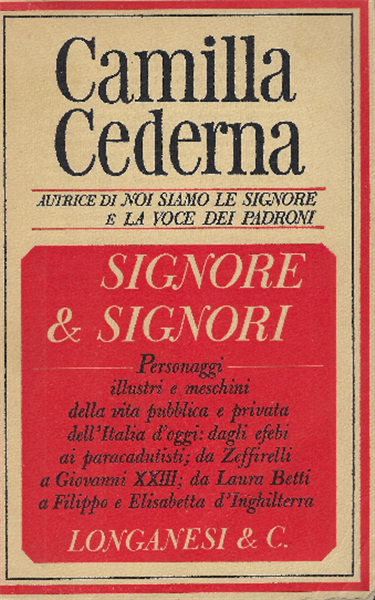 Camilla
Cederna
AUTRICE DI NOI SIAMO LE SIGNORE
E LA VOCE DEI PADRONI
SIGNORE
& SIGNORI
Personaggi
illustri e meschini
della vita pubblica e privata
dell'Italia d'oggi: dagli efebi
ai paracadutisti; da Zeffirelli
a Giovanni XXIII; da Laura Betti
a Filippo e Elisabetta d'Inghilterra
LONGANESI & C.